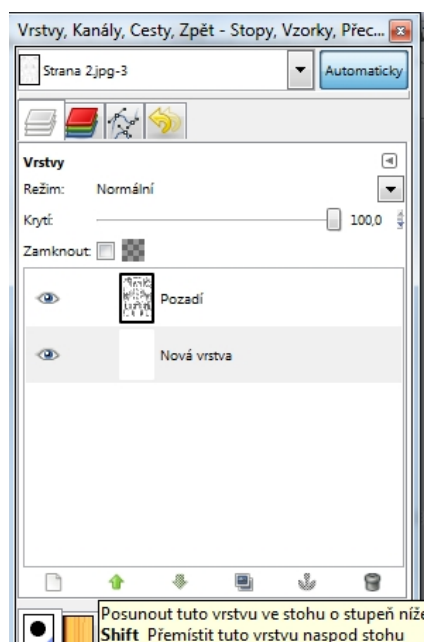 Vrstvy, Kanály, Cesty, Zpět - Stopy, Vzorky, Přec...
Strana 2.jpg-3
Automaticky
Vrstvy
Režim: Normální
Krytí: 100,0
Zamknout:
Pozadí
Nová vrstva
Posunout tuto vrstvu ve stohu o stupeň níže
Shift Přemístit tuto vrstvu naspod stohu